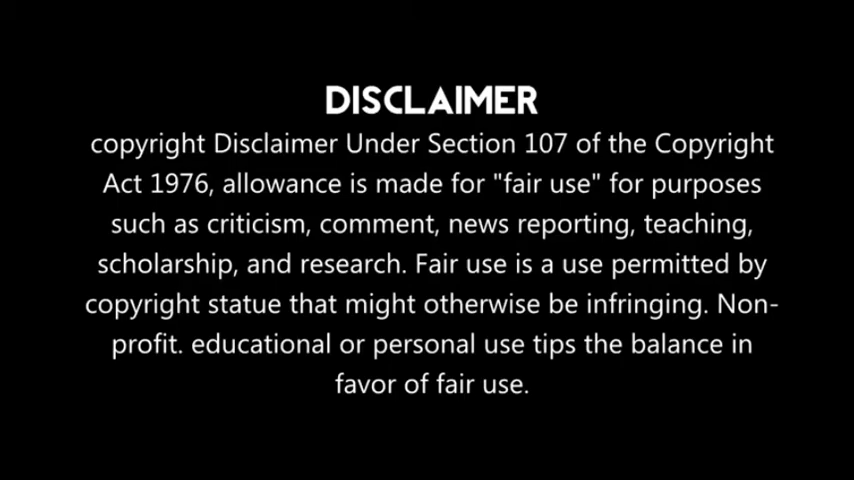 DISCLAIMER
copyright Disclaimer Under Section 107 of the Copyright
Act 1976, allowance is made for "fair use" for purposes
such as criticism, comment, news reporting, teaching,
scholarship, and research. Fair use is a use permitted by
copyright statue that might otherwise be infringing. Non-
profit. educational or personal use tips the balance in
favor of fair use.